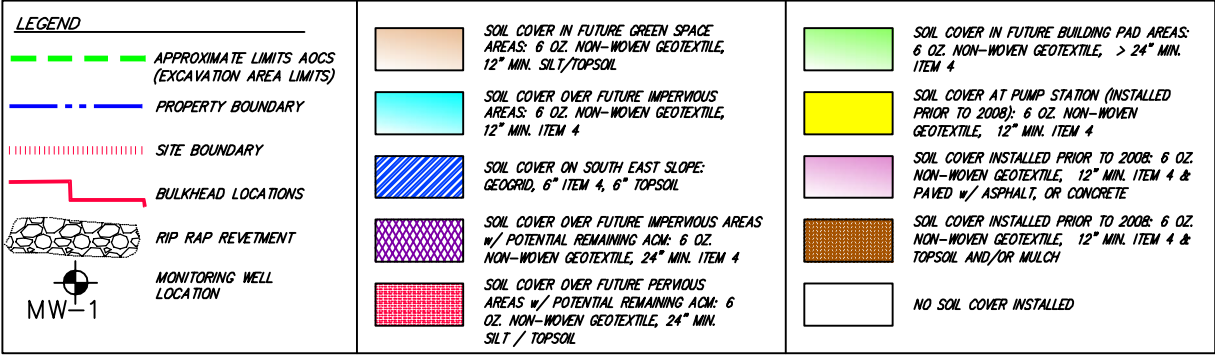 LEGEND
APPROXIMATE LIMITS AOCS
(EXCAVATION AREA LIMITS)
PROPERTY BOUNDARY
SITE BOUNDARY
BULKHEAD LOCATIONS
RIP RAP REVETMENT
MONITORING WELL
LOCATION
MW-1
SOIL COVER IN FUTURE GREEN SPACE
AREAS: 6 OZ. NON-WOVEN GEOTEXTILE,
12" MIN. SILT/TOPSOIL
SOIL COVER OVER FUTURE IMPERVIOUS
AREAS: 6 OZ. NON-WOVEN GEOTEXTILE,
12" MIN. ITEM 4
SOIL COVER ON SOUTH EAST SLOPE:
GEOGRID, 6" ITEM 4, 6" TOPSOIL
SOIL COVER OVER FUTURE IMPERVIOUS AREAS
w/ POTENTIAL REMAINING ACM: 6 OZ.
NON-WOVEN GEOTEXTILE, 24" MIN. ITEM 4
SOIL COVER OVER FUTURE PERVIOUS
AREAS w/ POTENTIAL REMAINING ACM: 6
OZ. NON-WOVEN GEOTEXTILE, 24" MIN.
SILT / TOPSOIL
SOIL COVER IN FUTURE BUILDING PAD AREAS:
6 OZ. NON-WOVEN GEOTEXTILE, > 24" MIN.
ITEM 4
SOIL COVER AT PUMP STATION (INSTALLED
PRIOR TO 2008): 6 OZ. NON-WOVEN
GEOTEXTILE, 12" MIN. ITEM 4
SOIL COVER INSTALLED PRIOR TO 2008: 6 OZ.
NON-WOVEN GEOTEXTILE, 12" MIN. ITEM 4 &
PAVED w/ ASPHALT, OR CONCRETE
SOIL COVER INSTALLED PRIOR TO 2008: 6 OZ.
NON-WOVEN GEOTEXTILE, 12" MIN. ITEM 4 &
TOPSOIL AND/OR MULCH
NO SOIL COVER INSTALLED